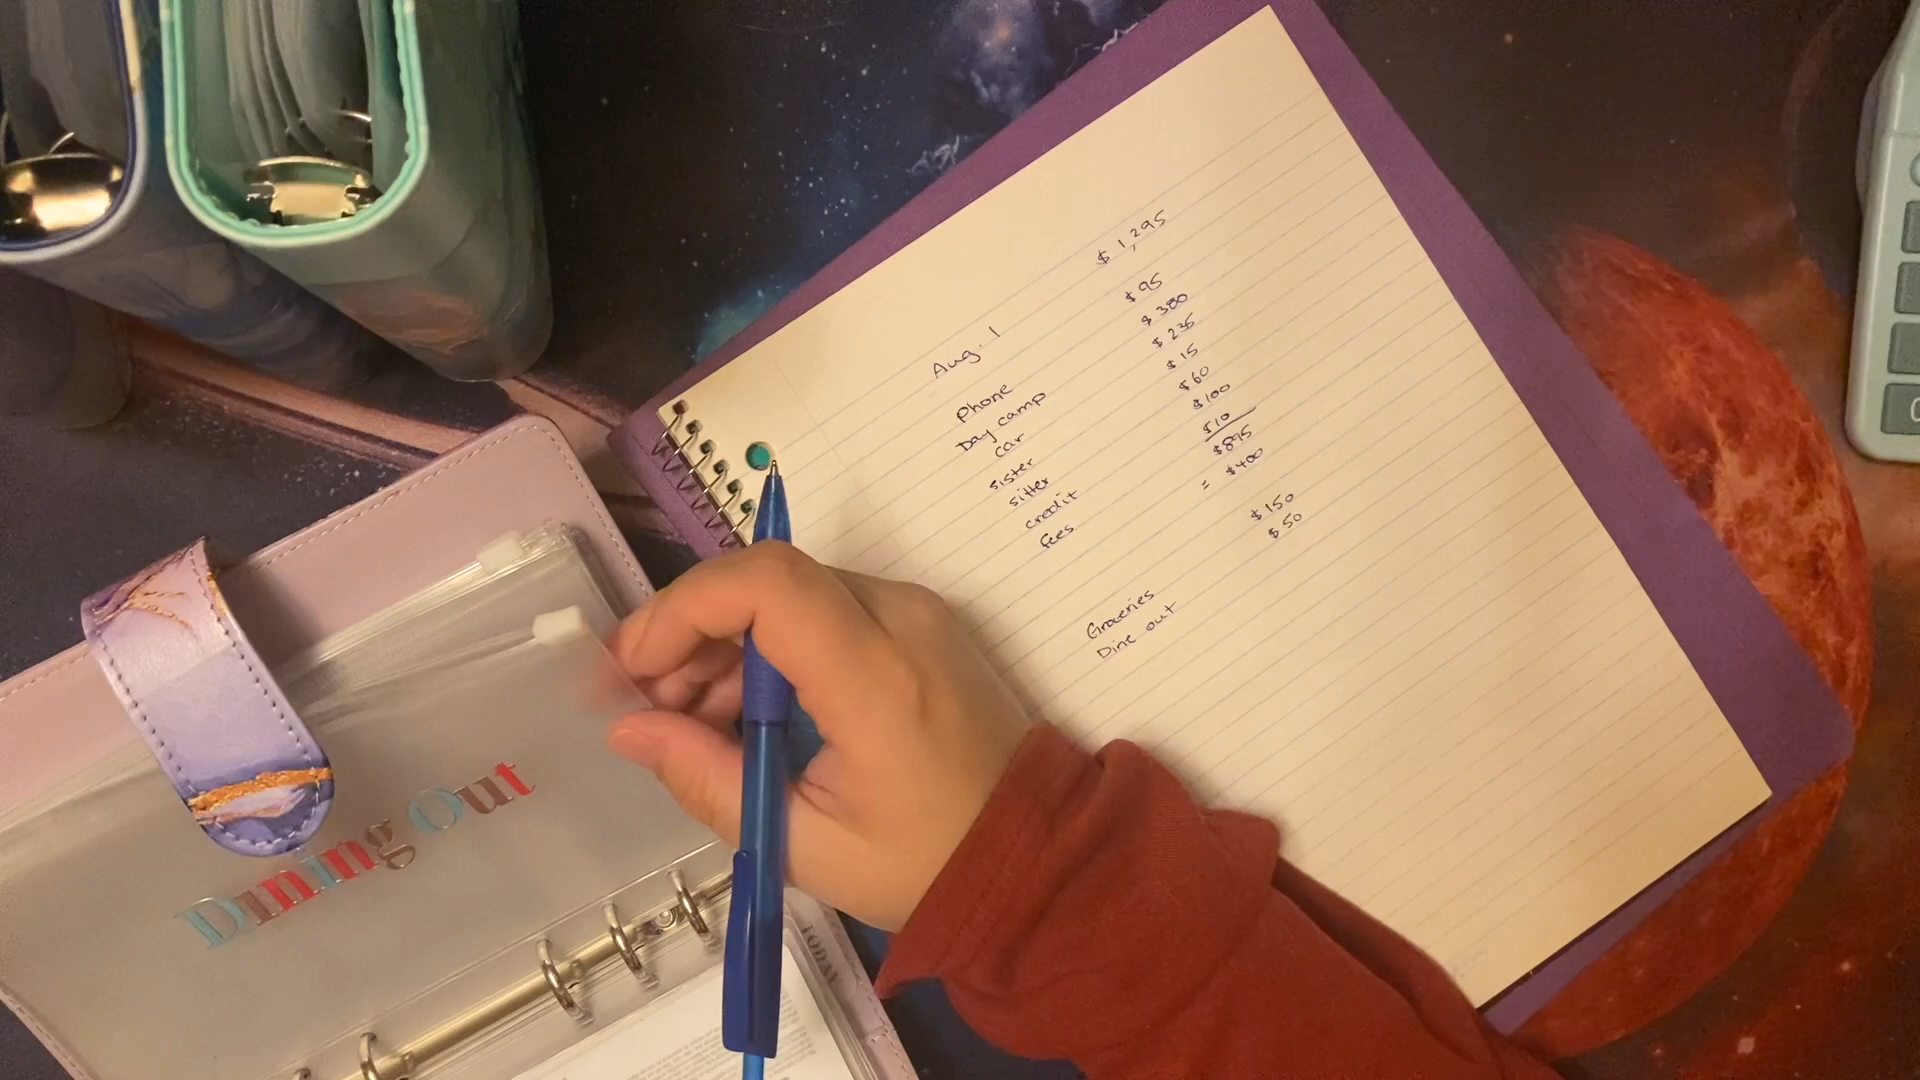 Aug. 1 $ 1,295
Phone $95
Day camp $ 380
car $ 235
sister $ 15
sitter $60
credit $100
fees $10
$895
= $400
Groceries $ 150
Dine out $ 50
Dining Out
TODAY